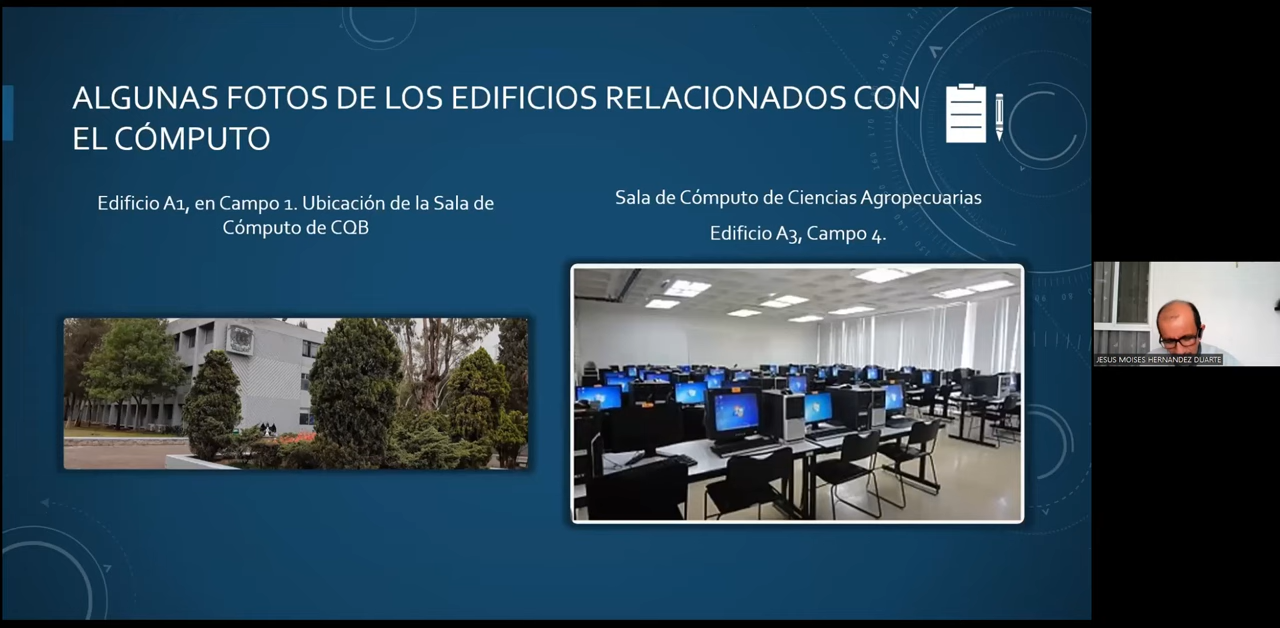 ALGUNAS FOTOS DE LOS EDIFICIOS RELACIONADOS CON
EL CÓMPUTO
Edificio A1, en Campo 1. Ubicación de la Sala de
Cómputo de CQB
Sala de Cómputo de Ciencias Agropecuarias
Edificio A3, Campo 4.
JESUS MOISES HERNANDEZ DUARTE